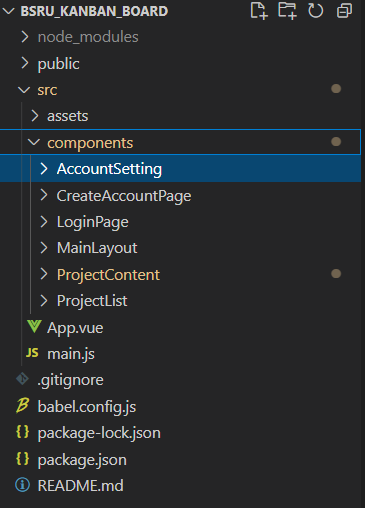 BSRU_KANBAN_BOARD
node_modules
public
src
assets
components
AccountSetting
CreateAccountPage
LoginPage
MainLayout
ProjectContent
ProjectList
App.vue
JS main.js
.gitignore
babel.config.js
package-lock.json
package.json
README.md